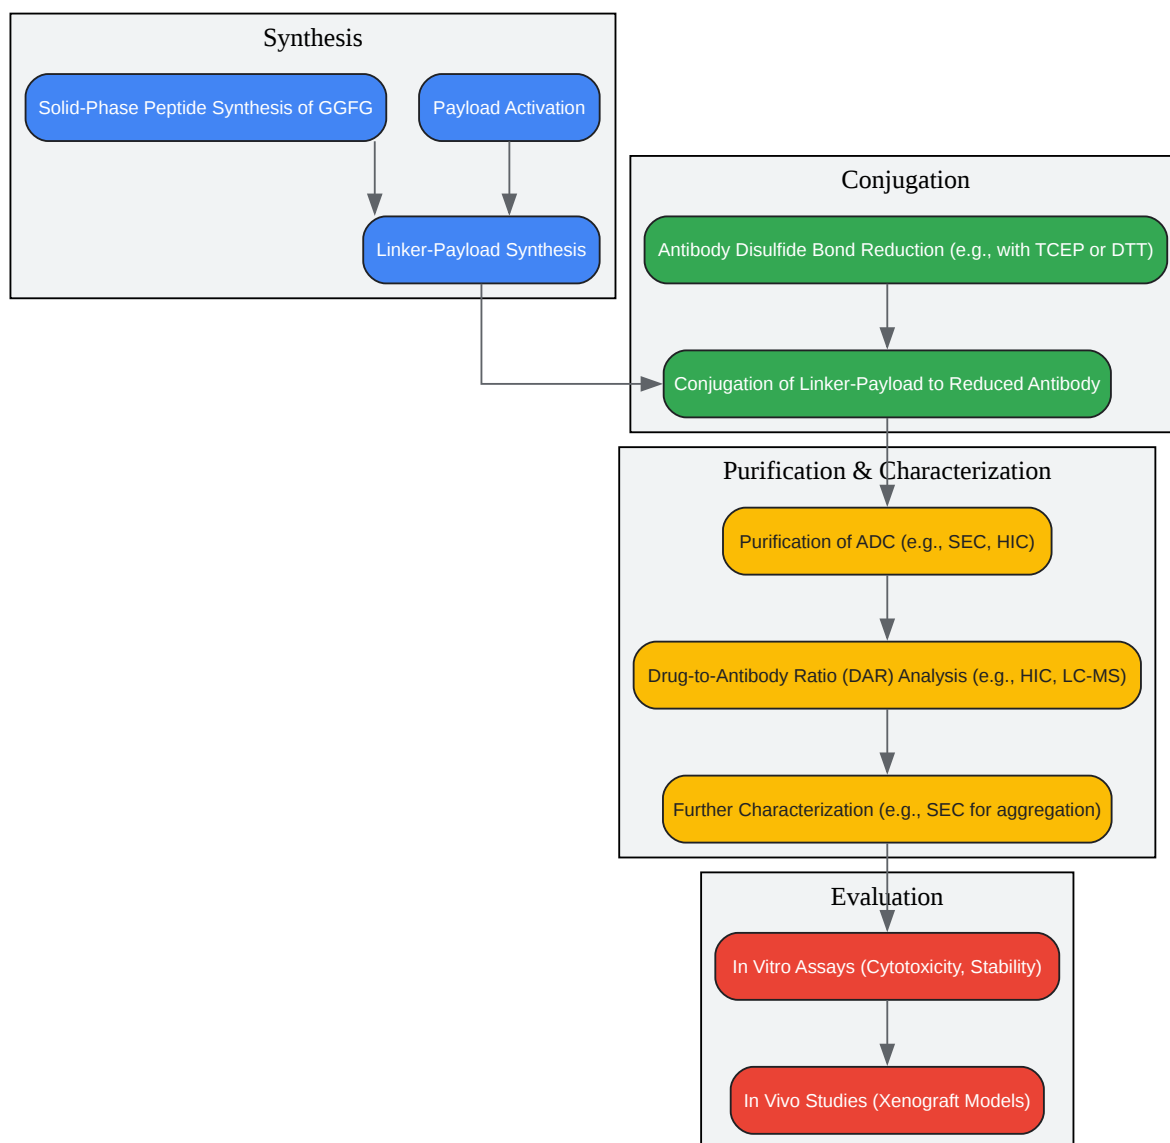 Synthesis
Solid-Phase Peptide Synthesis of GGFG
Payload Activation
Linker-Payload Synthesis
Conjugation
Antibody Disulfide Bond Reduction (e.g., with TCEP or DTT)
Conjugation of Linker-Payload to Reduced Antibody
Purification & Characterization
Purification of ADC (e.g., SEC, HIC)
Drug-to-Antibody Ratio (DAR) Analysis (e.g., HIC, LC-MS)
Further Characterization (e.g., SEC for aggregation)
Evaluation
In Vitro Assays (Cytotoxicity, Stability)
In Vivo Studies (Xenograft Models)